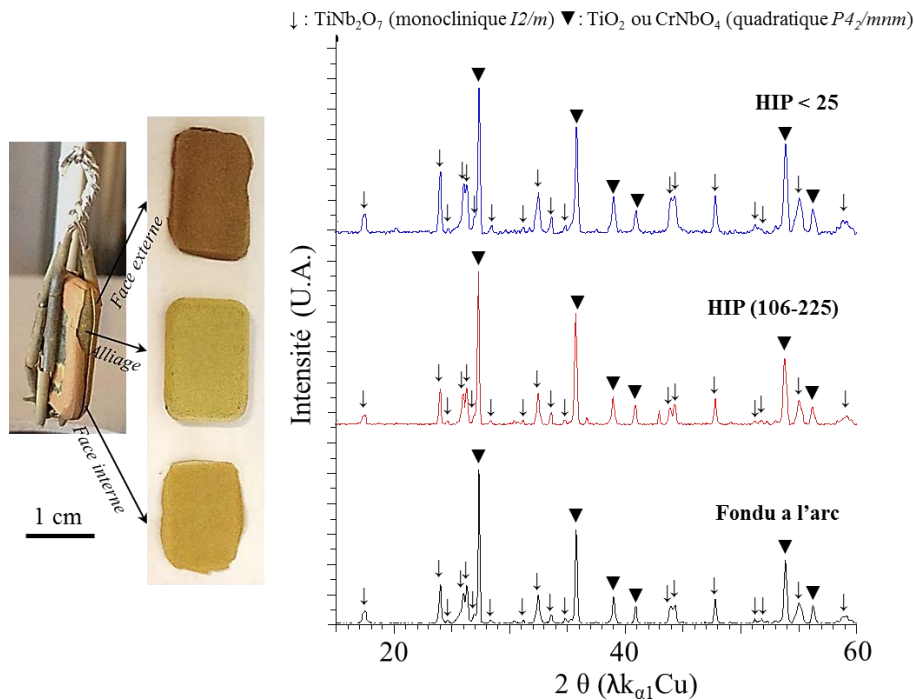 ↓ : TiNb₂O₇ (monoclinique I2/m) ▼: TiO₂ ou CrNbO₄ (quadratique P4₂/mnm)
HIP < 25
Face externe
HIP (106-225)
Intensité (U.A.)
Alliage
Face interne
1 cm
Fondu a l'arc
20
40
60
2 θ (λkα1Cu)